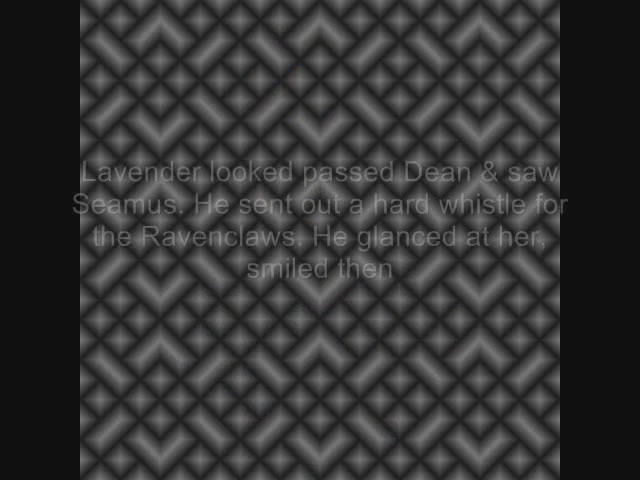 Lavender looked passed Dean & saw
Seamus. He sent out a hard whistle for
the Ravenclaws. He glanced at her,
smiled then